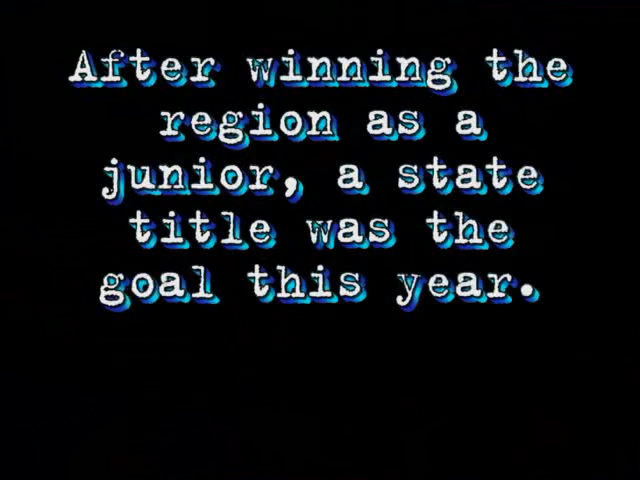 After winning the
region as a
junior, a state
title was the
goal this year.